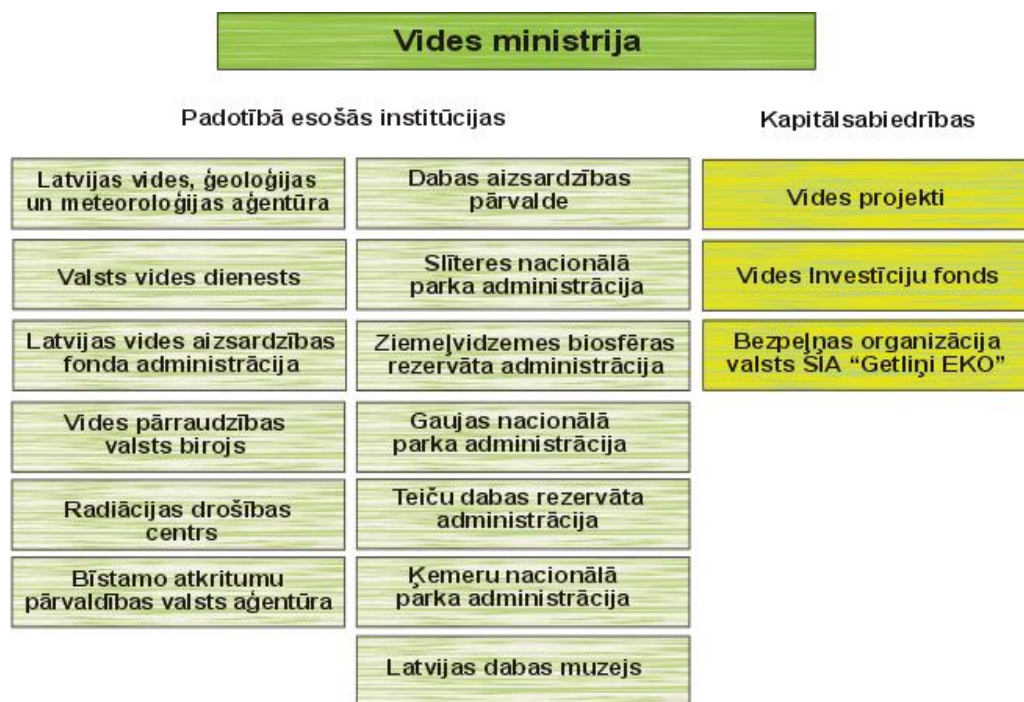 Vides ministrija
Padotībā esošās institūcijas
Kapitālsabiedrības
Latvijas vides, ģeoloģijas
un meteoroloģijas aģentūra
Valsts vides dienests
Latvijas vides aizsardzības
fonda administrācija
Vides pārraudzības
valsts birojs
Radiācijas drošības
centrs
Bīstamo atkritumu
pārvaldības valsts aģentūra
Dabas aizsardzības
pārvalde
Slīteres nacionālā
parka administrācija
Ziemeļvidzemes biosfēras
rezervāta administrācija
Gaujas nacionālā
parka administrācija
Teiču dabas rezervāta
administrācija
Ķemeru nacionālā
parka administrācija
Latvijas dabas muzejs
Vides projekti
Vides Investīciju fonds
Bezpeļņas organizācija
valsts SIA “Getliņi EKO”